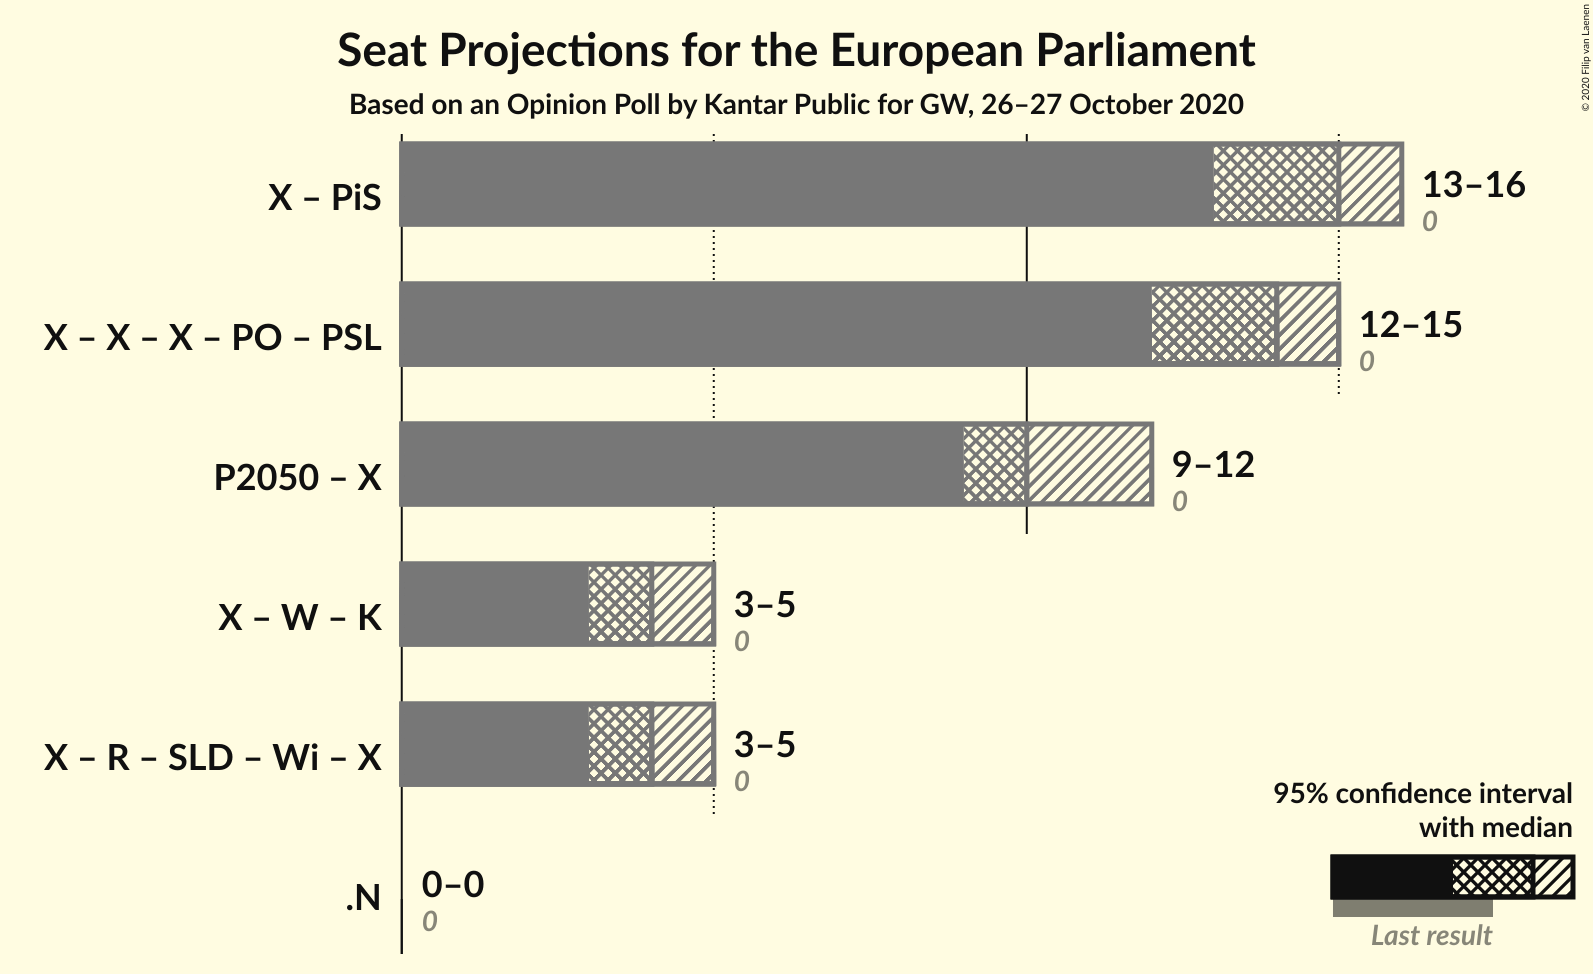 Seat Projections for the European Parliament
Based on an Opinion Poll by Kantar Public for GW, 26–27 October 2020
© 2020 Filip van Laenen
X – PiS
13–16
0
X – X – X – PO – PSL
12–15
0
P2050 – X
9–12
0
X – W – K
3–5
0
X – R – SLD – Wi – X
3–5
0
.N
0–0
0
95% confidence interval
with median
Last result